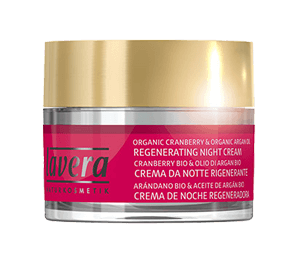 lavera
ORGANIC CRANBERRY & ORGANIC ARGAN OIL
REGENERATING NIGHT CREAM
CRANBERRY BIO & OLIO DI ARGAN BIO
CREMA DA NOTTE RIGENERANTE
ARÁNDANO BIO & ACEITE DE ARGÁN BIO
CREMA DE NOCHE REGENERADORA